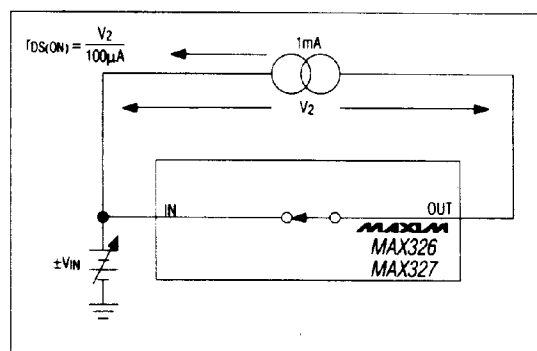 rDS(ON) = V2 / 100µA
1mA
V2
IN
OUT
MAXIM
MAX326
MAX327
±VIN